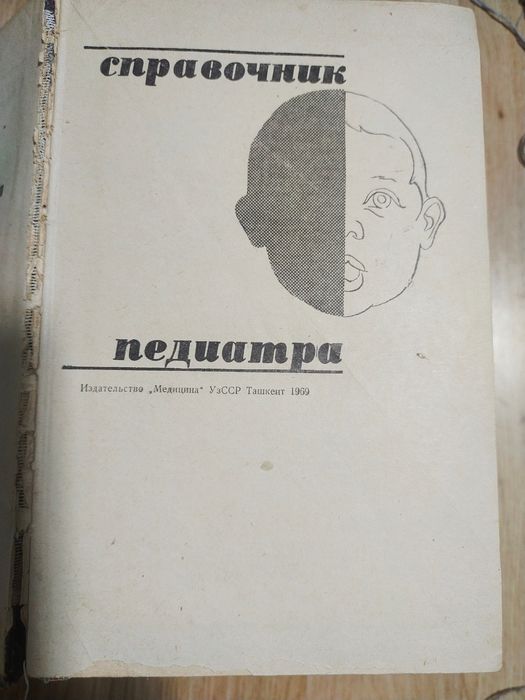 справочник
педиатра
Издательство „Медицина“ УзССР Ташкент 1969